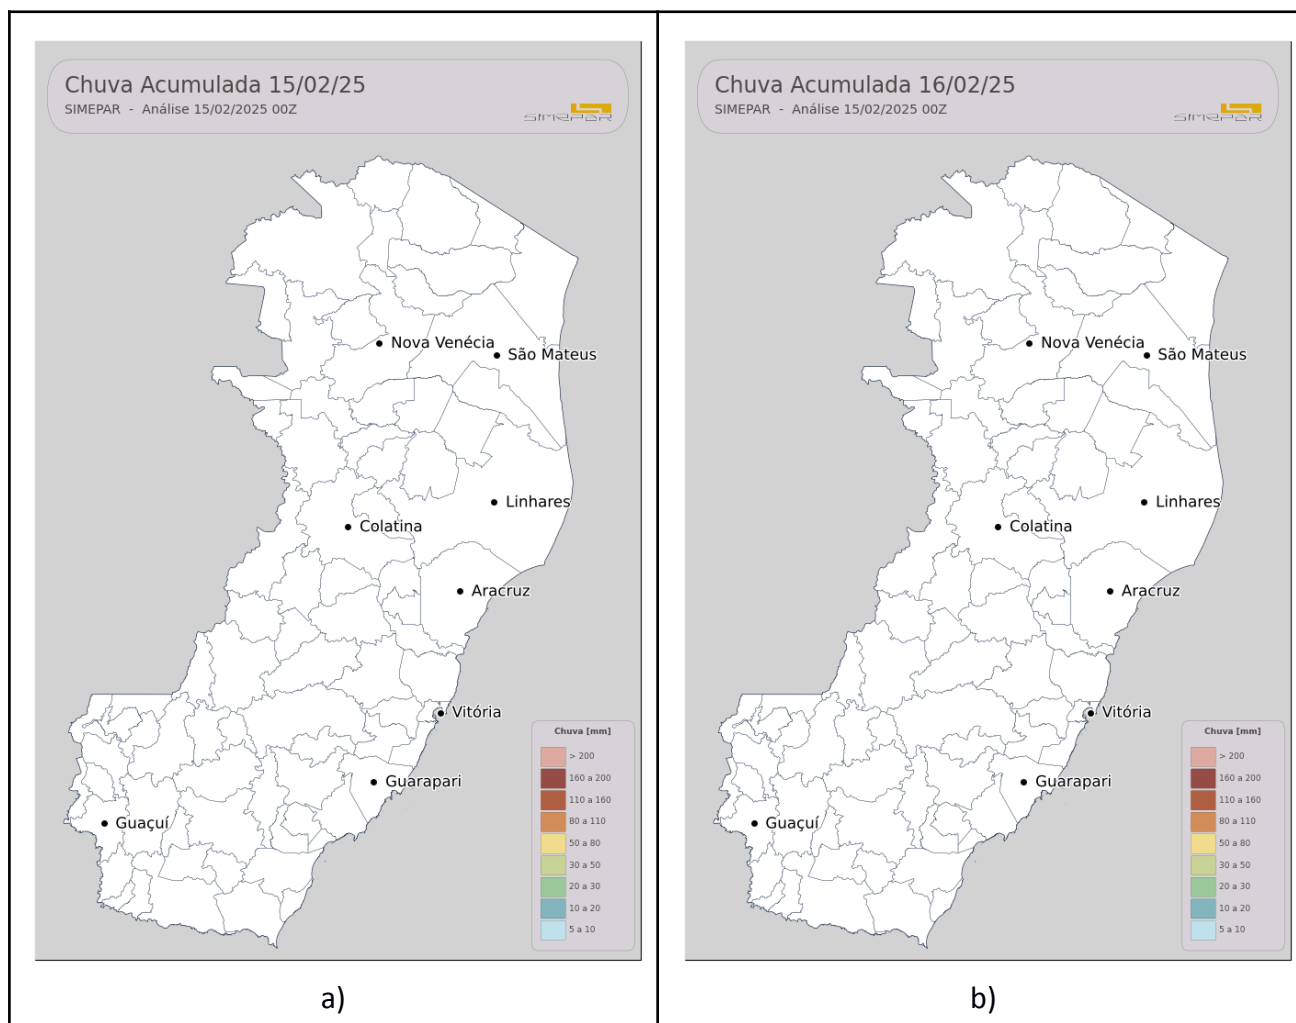 Chuva Acumulada 15/02/25
SIMEPAR - Análise 15/02/2025 00Z
SIMEPAR
Nova Venécia
São Mateus
Linhares
Colatina
Aracruz
Vitória
Guarapari
Guaçuí
Chuva [mm]
> 200
160 a 200
110 a 160
80 a 110
50 a 80
30 a 50
20 a 30
10 a 20
5 a 10
a)
Chuva Acumulada 16/02/25
SIMEPAR - Análise 15/02/2025 00Z
SIMEPAR
Nova Venécia
São Mateus
Linhares
Colatina
Aracruz
Vitória
Guarapari
Guaçuí
Chuva [mm]
> 200
160 a 200
110 a 160
80 a 110
50 a 80
30 a 50
20 a 30
10 a 20
5 a 10
b)